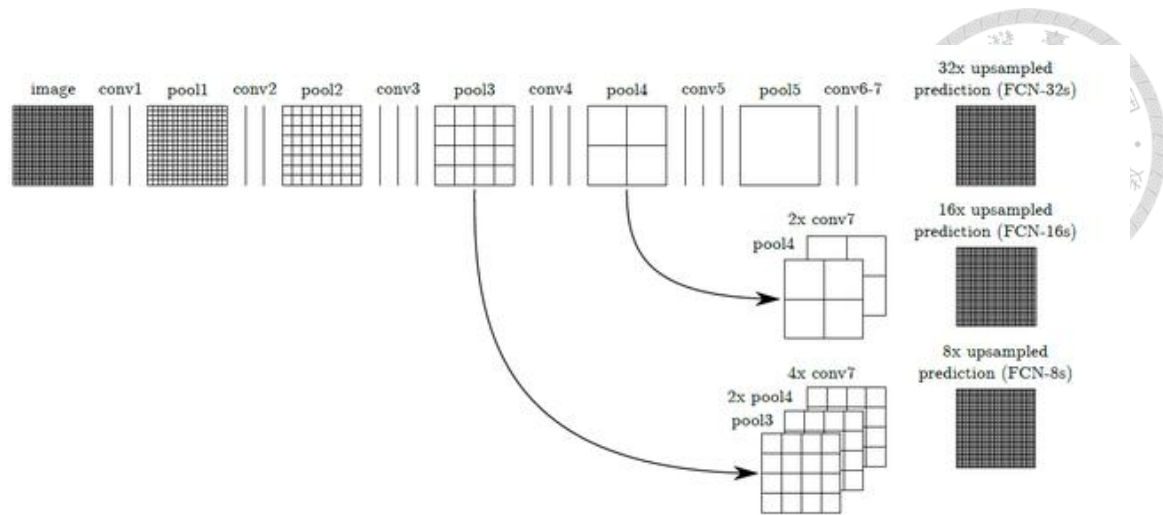 image conv1 pool1 conv2 pool2 conv3 pool3 conv4 pool4 conv5 pool5 conv6-7
32x upsampled
prediction (FCN-32s)
2x conv7
pool4
16x upsampled
prediction (FCN-16s)
4x conv7
2x pool4
pool3
8x upsampled
prediction (FCN-8s)